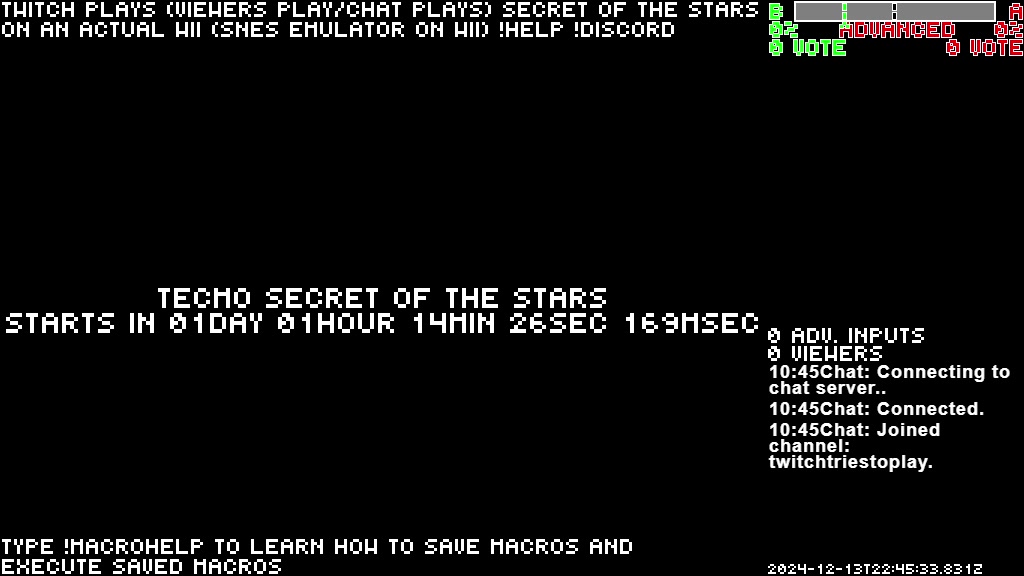 TWITCH PLAYS (VIEWERS PLAY/CHAT PLAYS) SECRET OF THE STARS
ON AN ACTUAL WII (SNES EMULATOR ON WII) !HELP !DISCORD
B A
0% ADVANCED 0%
0 VOTE 0 VOTE
TECMO SECRET OF THE STARS
STARTS IN 01DAY 01HOUR 14MIN 26SEC 169MSEC
0 ADV. INPUTS
0 VIEWERS
10:45Chat: Connecting to
chat server..
10:45Chat: Connected.
10:45Chat: Joined
channel:
twitchtriestoplay.
TYPE !MACROHELP TO LEARN HOW TO SAVE MACROS AND
EXECUTE SAVED MACROS
2024-12-13T22:45:33.831Z